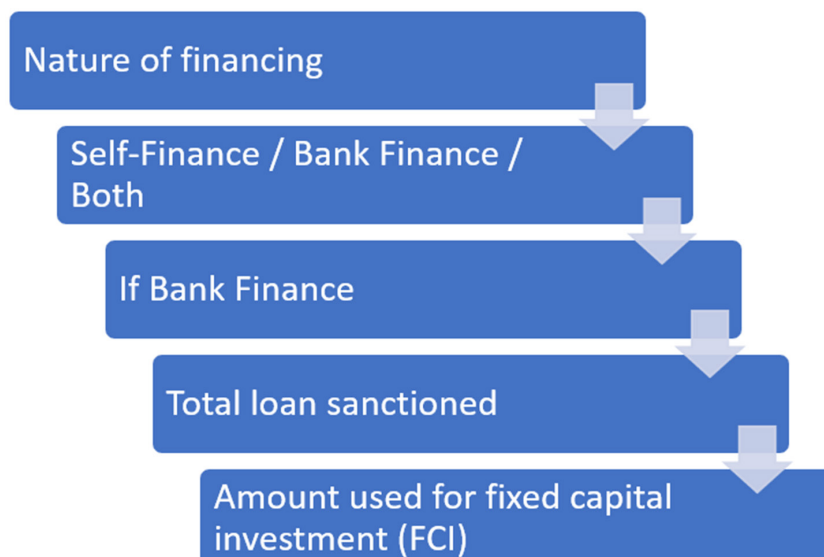 Nature of financing
Self-Finance / Bank Finance /
Both
If Bank Finance
Total loan sanctioned
Amount used for fixed capital
investment (FCI)